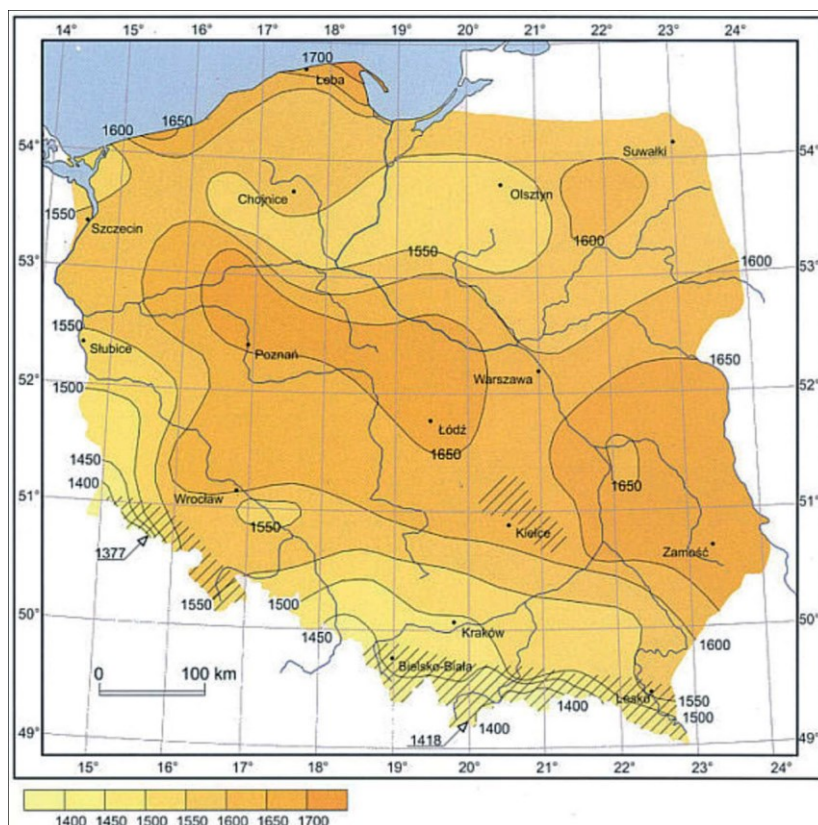 14° 15° 16° 17° 18° 19° 20° 21° 22° 23° 24°
1700
Łeba
1650
1600
54° 54°
Suwałki
Chojnice
Olsztyn
1550
Szczecin
1550
1600
53° 1600 53°
1550
Słubice
Poznań
1650
Warszawa
52° 52°
1500
Łódź
1650
1450
1650
1400
51° Wrocław 51°
1550
Kielce
1377
Zamość
1550
1500
50° 50°
1450
Kraków
1600
0 100 km
Bielsko-Biała
Lesko
1550
1400
1500
49° 49°
1418
1400
15° 16° 17° 18° 19° 20° 21° 22° 23° 24°
1400 1450 1500 1550 1600 1650 1700